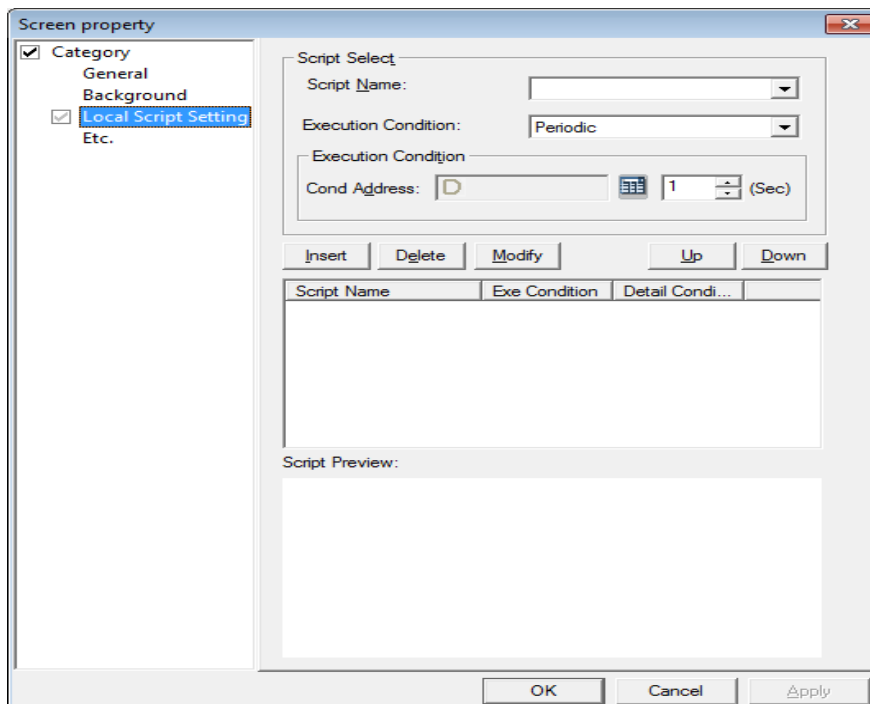 Screen property
Category
General
Background
Local Script Setting
Etc.
Script Select
Script Name:
Execution Condition: Periodic
Execution Condition
Cond Address: D 1 (Sec)
Insert Delete Modify Up Down
Script Name Exe Condition Detail Condi...
Script Preview:
OK Cancel Apply